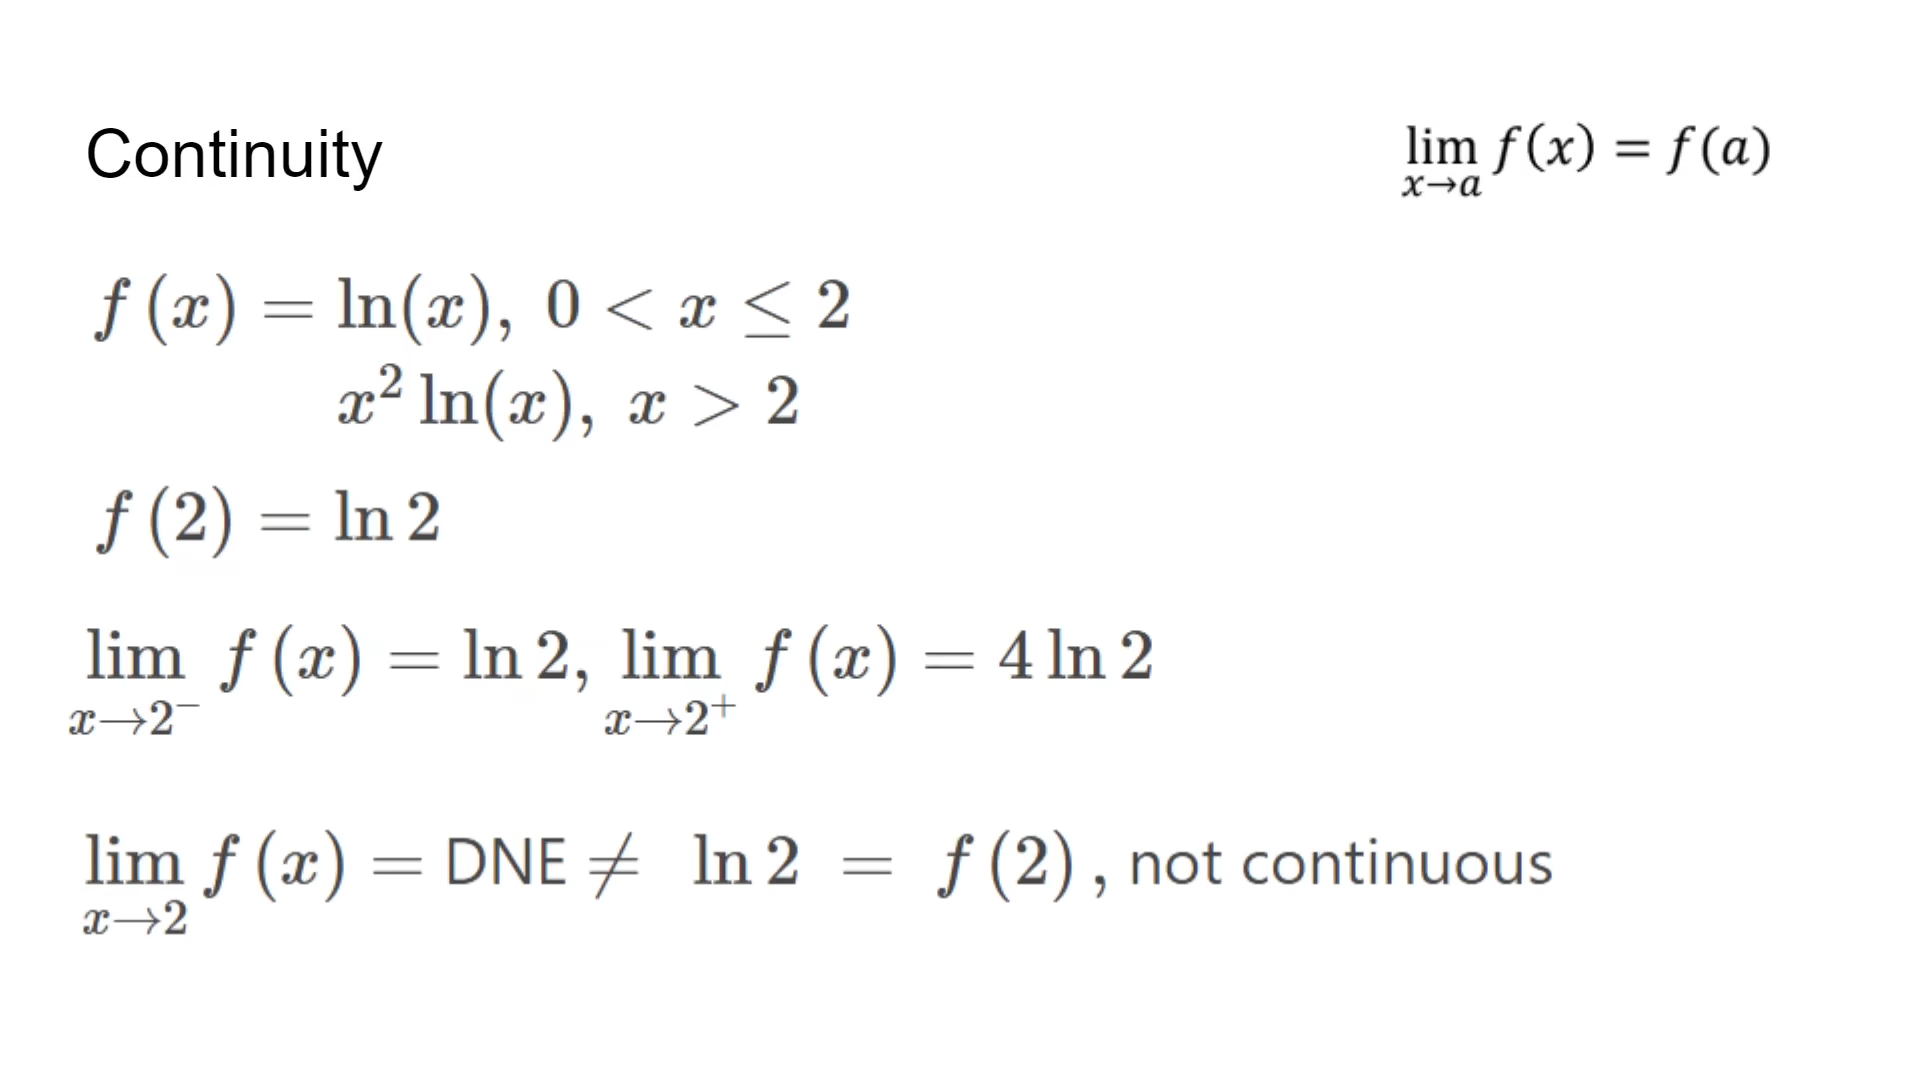 Continuity
lim x→a f(x) = f(a)
f(x) = ln(x), 0 < x ≤ 2
x² ln(x), x > 2
f(2) = ln 2
lim x→2⁻ f(x) = ln 2, lim x→2⁺ f(x) = 4 ln 2
lim x→2 f(x) = DNE ≠ ln 2 = f(2), not continuous